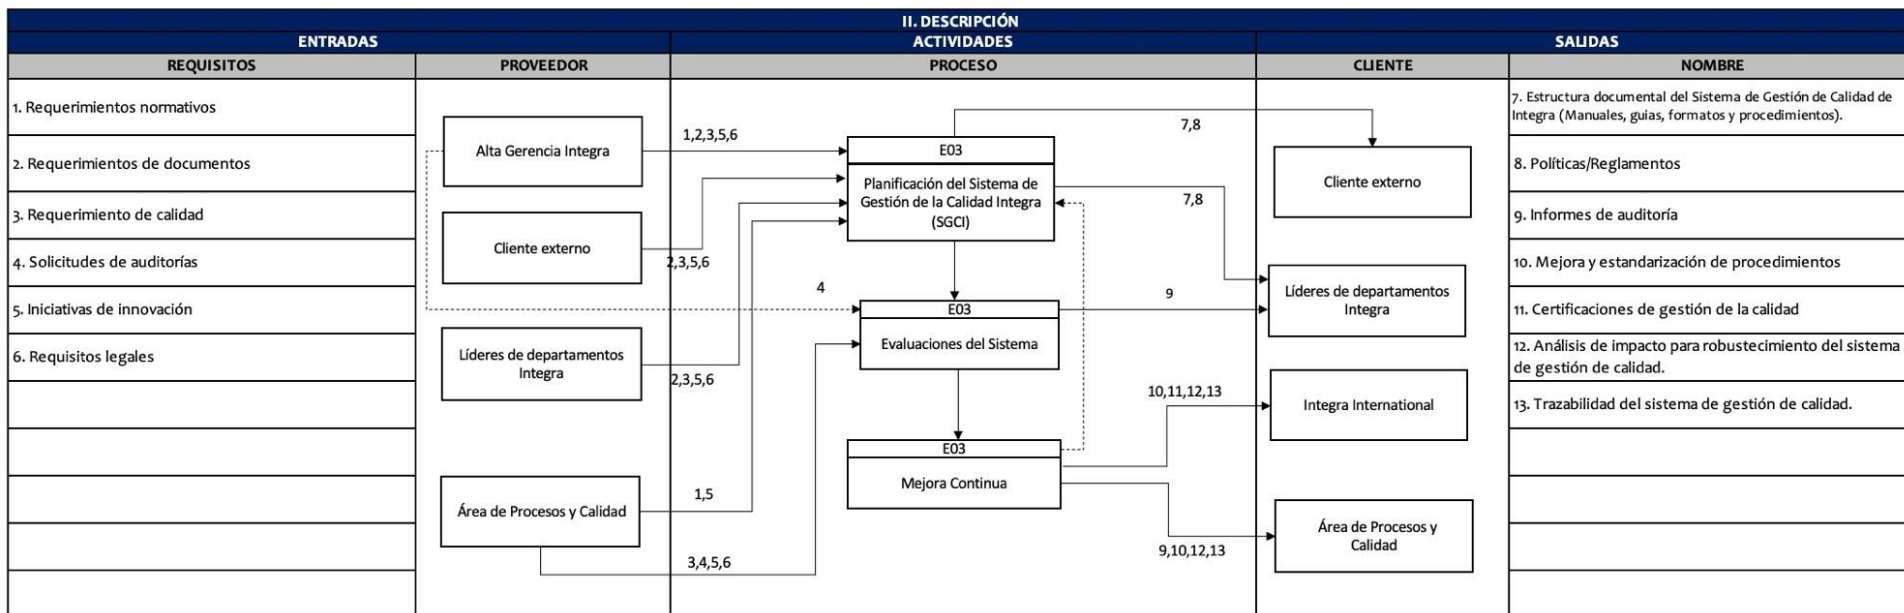 II. DESCRIPCIÓN
ENTRADAS
ACTIVIDADES
SALIDAS
REQUISITOS
PROVEEDOR
PROCESO
CLIENTE
NOMBRE
1. Requerimientos normativos
2. Requerimientos de documentos
3. Requerimiento de calidad
4. Solicitudes de auditorías
5. Iniciativas de innovación
6. Requisitos legales
Alta Gerencia Integra
Cliente externo
Líderes de departamentos
Integra
Área de Procesos y Calidad
1,2,3,5,6
2,3,5,6
4
2,3,5,6
1,5
3,4,5,6
E03
Planificación del Sistema de
Gestión de la Calidad Integra
(SGCI)
E03
Evaluaciones del Sistema
E03
Mejora Continua
7,8
7,8
9
10,11,12,13
9,10,12,13
Cliente externo
Líderes de departamentos
Integra
Integra International
Área de Procesos y
Calidad
7. Estructura documental del Sistema de Gestión de Calidad de
Integra (Manuales, guias, formatos y procedimientos).
8. Políticas/Reglamentos
9. Informes de auditoría
10. Mejora y estandarización de procedimientos
11. Certificaciones de gestión de la calidad
12. Análisis de impacto para robustecimiento del sistema
de gestión de calidad.
13. Trazabilidad del sistema de gestión de calidad.